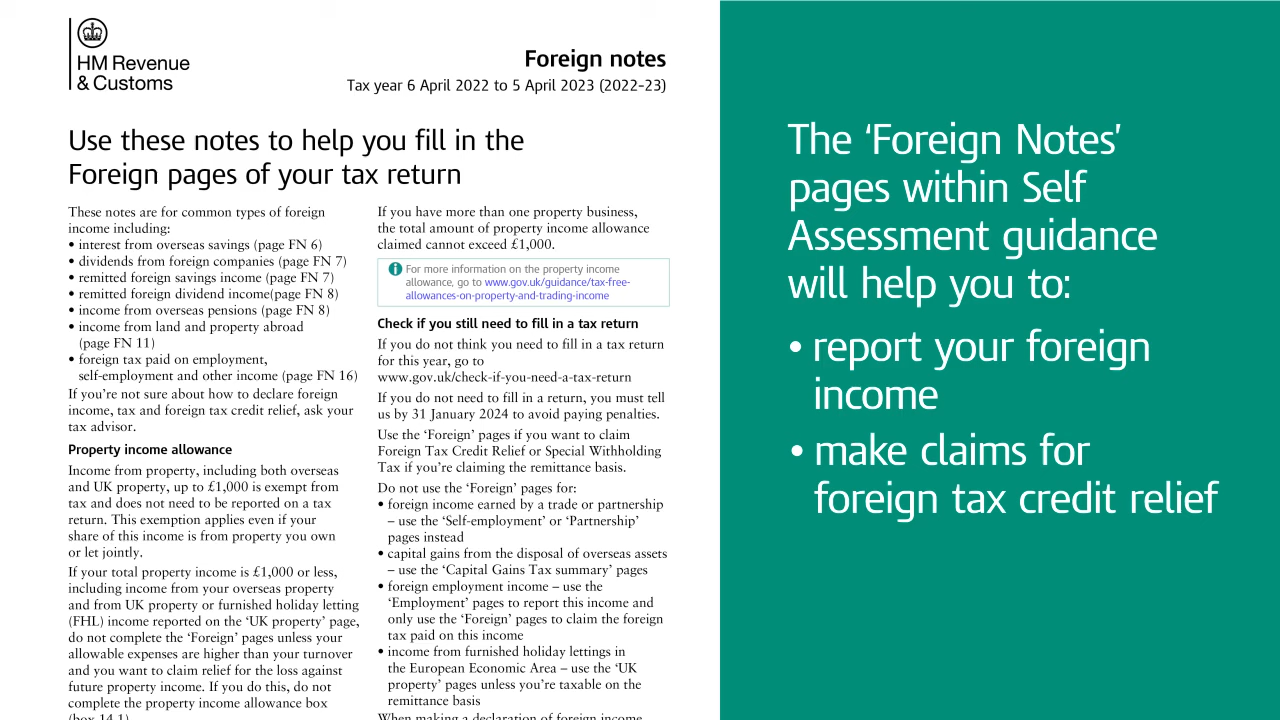 HM Revenue
& Customs
Foreign notes
Tax year 6 April 2022 to 5 April 2023 (2022–23)
Use these notes to help you fill in the
Foreign pages of your tax return
These notes are for common types of foreign
income including:
• interest from overseas savings (page FN 6)
• dividends from foreign companies (page FN 7)
• remitted foreign savings income (page FN 7)
• remitted foreign dividend income(page FN 8)
• income from overseas pensions (page FN 8)
• income from land and property abroad
(page FN 11)
• foreign tax paid on employment,
self-employment and other income (page FN 16)
If you're not sure about how to declare foreign
income, tax and foreign tax credit relief, ask your
tax advisor.
Property income allowance
Income from property, including both overseas
and UK property, up to £1,000 is exempt from
tax and does not need to be reported on a tax
return. This exemption applies even if your
share of this income is from property you own
or let jointly.
If your total property income is £1,000 or less,
including income from your overseas property
and from UK property or furnished holiday letting
(FHL) income reported on the 'UK property' page,
do not complete the 'Foreign' pages unless your
allowable expenses are higher than your turnover
and you want to claim relief for the loss against
future property income. If you do this, do not
complete the property income allowance box
(box 14.1)
If you have more than one property business,
the total amount of property income allowance
claimed cannot exceed £1,000.
For more information on the property income
allowance, go to www.gov.uk/guidance/tax-free-
allowances-on-property-and-trading-income
Check if you still need to fill in a tax return
If you do not think you need to fill in a tax return
for this year, go to
www.gov.uk/check-if-you-need-a-tax-return
If you do not need to fill in a return, you must tell
us by 31 January 2024 to avoid paying penalties.
Use the 'Foreign' pages if you want to claim
Foreign Tax Credit Relief or Special Withholding
Tax if you're claiming the remittance basis.
Do not use the 'Foreign' pages for:
• foreign income earned by a trade or partnership
– use the 'Self-employment' or 'Partnership'
pages instead
• capital gains from the disposal of overseas assets
– use the 'Capital Gains Tax summary' pages
• foreign employment income – use the
'Employment' pages to report this income and
only use the 'Foreign' pages to claim the foreign
tax paid on this income
• income from furnished holiday lettings in
the European Economic Area – use the 'UK
property' pages unless you're taxable on the
remittance basis
When making a declaration of foreign income
The 'Foreign Notes'
pages within Self
Assessment guidance
will help you to:
• report your foreign
income
• make claims for
foreign tax credit relief